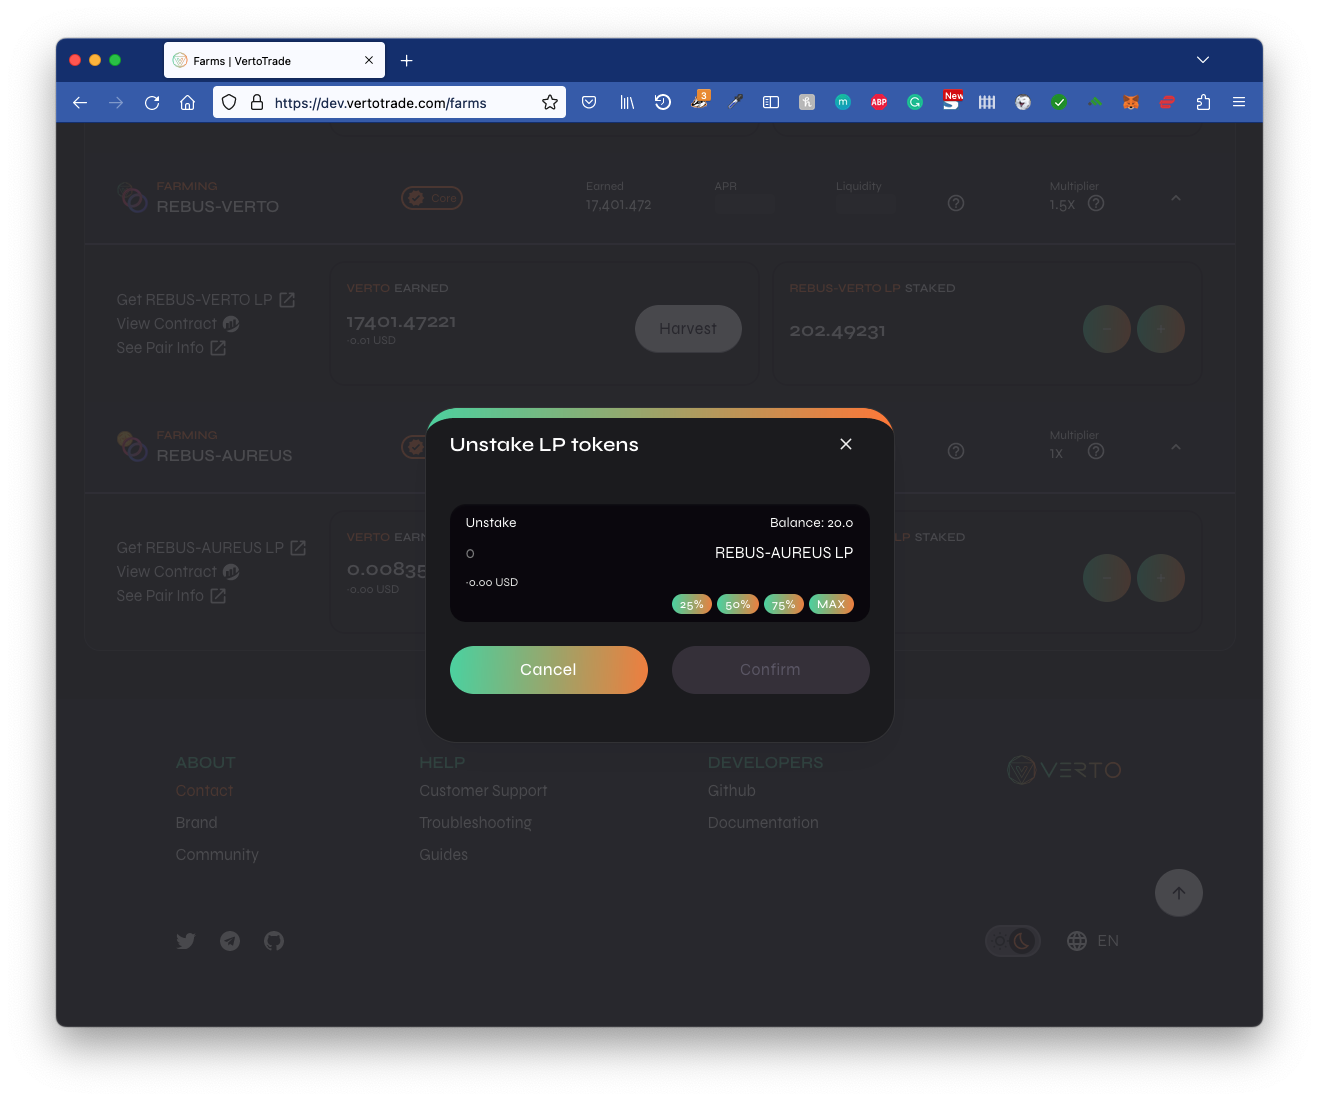 Farms | VertoTrade
https://dev.vertotrade.com/farms
3
m
ABP
New
FARMING
REBUS-VERTO
Core
Earned
17,401.472
APR
Liquidity
Multiplier
1.5X
Get REBUS-VERTO LP
View Contract
See Pair Info
VERTO EARNED
17401.47221
~0.01 USD
Harvest
REBUS-VERTO LP STAKED
202.49231
-
+
FARMING
REBUS-AUREUS
Multiplier
1X
Get REBUS-AUREUS LP
View Contract
See Pair Info
VERTO EARN
0.00835
~0.00 USD
LP STAKED
-
+
Unstake LP tokens
Unstake
Balance: 20.0
0
REBUS-AUREUS LP
~0.00 USD
25%
50%
75%
MAX
Cancel
Confirm
ABOUT
Contact
Brand
Community
HELP
Customer Support
Troubleshooting
Guides
DEVELOPERS
Github
Documentation
VERTO
EN